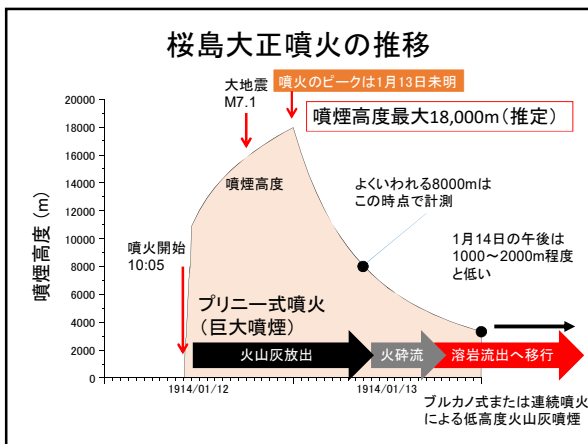 桜島大正噴火の推移
大地震
M7.1
噴火のピークは1月13日未明
噴煙高度最大18,000m(推定)
噴煙高度 (m)
20000
18000
16000
14000
12000
10000
8000
6000
4000
2000
0
噴煙高度
よくいわれる8000mは
この時点で計測
噴火開始
10:05
1月14日の午後は
1000〜2000m程度
と低い
プリニー式噴火
(巨大噴煙)
火山灰放出
火砕流
溶岩流出へ移行
1914/01/12
1914/01/13
ブルカノ式または連続噴火
による低高度火山灰噴煙